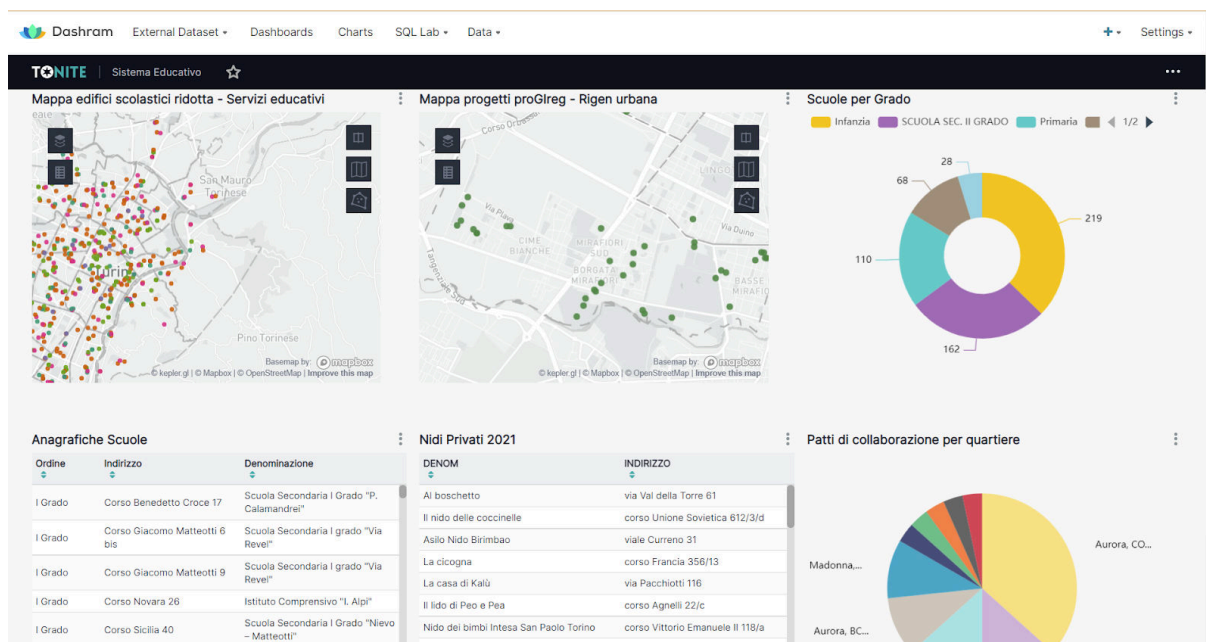 Dashram External Dataset Dashboards Charts SQL Lab Data Settings
TONITE Sistema Educativo
Mappa edifici scolastici ridotta - Servizi educativi
San Mauro
Torinese
Turin
Pino Torinese
Basemap by: mapbox
© kepler.gl | © Mapbox | © OpenStreetMap | Improve this map
Mappa progetti proGIreg - Rigen urbana
Corso Orbassano
LINGO
Via Plava
Via Duino
CIME
BIANCHE
MIRAFIORI
SUD
BORGATA
MIRAFIORI
BASSE
MIRAFIO
Tangenziale Sud
Basemap by: mapbox
© kepler.gl | © Mapbox | © OpenStreetMap | Improve this map
Scuole per Grado
Infanzia SCUOLA SEC. II GRADO Primaria 1/2
28
68
219
110
162
Anagrafiche Scuole
Ordine Indirizzo Denominazione
I Grado Corso Benedetto Croce 17 Scuola Secondaria I Grado "P.
Calamandrei"
I Grado Corso Giacomo Matteotti 6 Scuola Secondaria I grado "Via
bis Revel"
I Grado Corso Giacomo Matteotti 9 Scuola Secondaria I grado "Via
Revel"
I Grado Corso Novara 26 Istituto Comprensivo "I. Alpi"
I Grado Corso Sicilia 40 Scuola Secondaria I Grado "Nievo
– Matteotti"
Nidi Privati 2021
DENOM INDIRIZZO
Al boschetto via Val della Torre 61
Il nido delle coccinelle corso Unione Sovietica 612/3/d
Asilo Nido Birimbao viale Curreno 31
La cicogna corso Francia 356/13
La casa di Kalù via Pacchiotti 116
Il lido di Peo e Pea corso Agnelli 22/c
Nido dei bimbi Intesa San Paolo Torino corso Vittorio Emanuele II 118/a
Patti di collaborazione per quartiere
Aurora, CO...
Madonna,...
Aurora, BC...